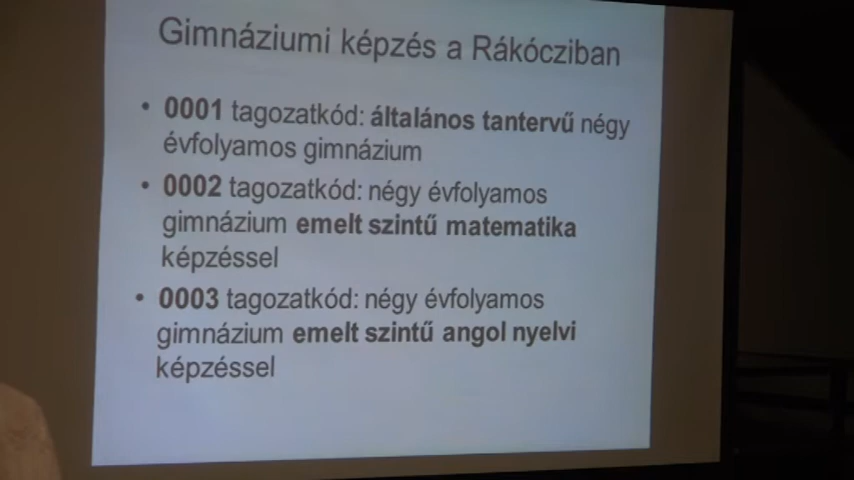 Gimnáziumi képzés a Rákócziban
• 0001 tagozatkód: általános tantervű négy
évfolyamos gimnázium
• 0002 tagozatkód: négy évfolyamos
gimnázium emelt szintű matematika
képzéssel
• 0003 tagozatkód: négy évfolyamos
gimnázium emelt szintű angol nyelvi
képzéssel